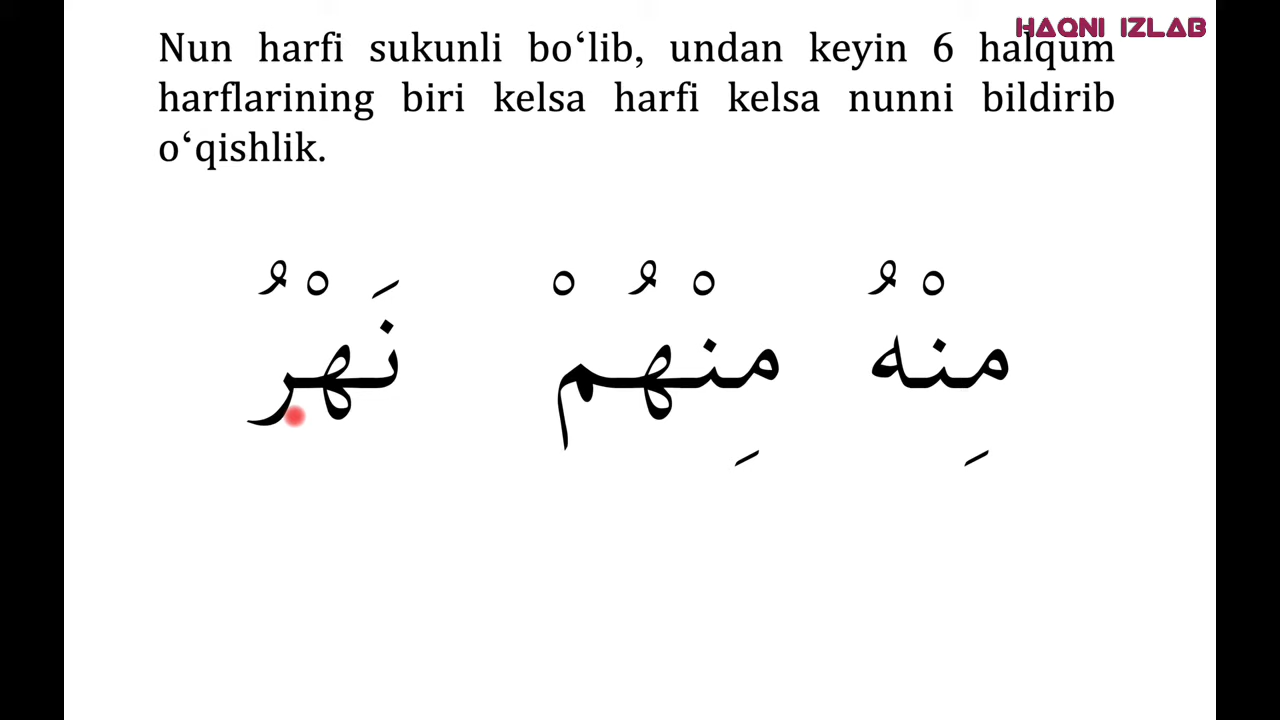 HAQNI IZLAB
Nun harfi sukunli bo‘lib, undan keyin 6 halqum
harflarining biri kelsa harfi kelsa nunni bildirib
o‘qishlik.
مِنْهُ مِنْهُمْ نَهْرُ